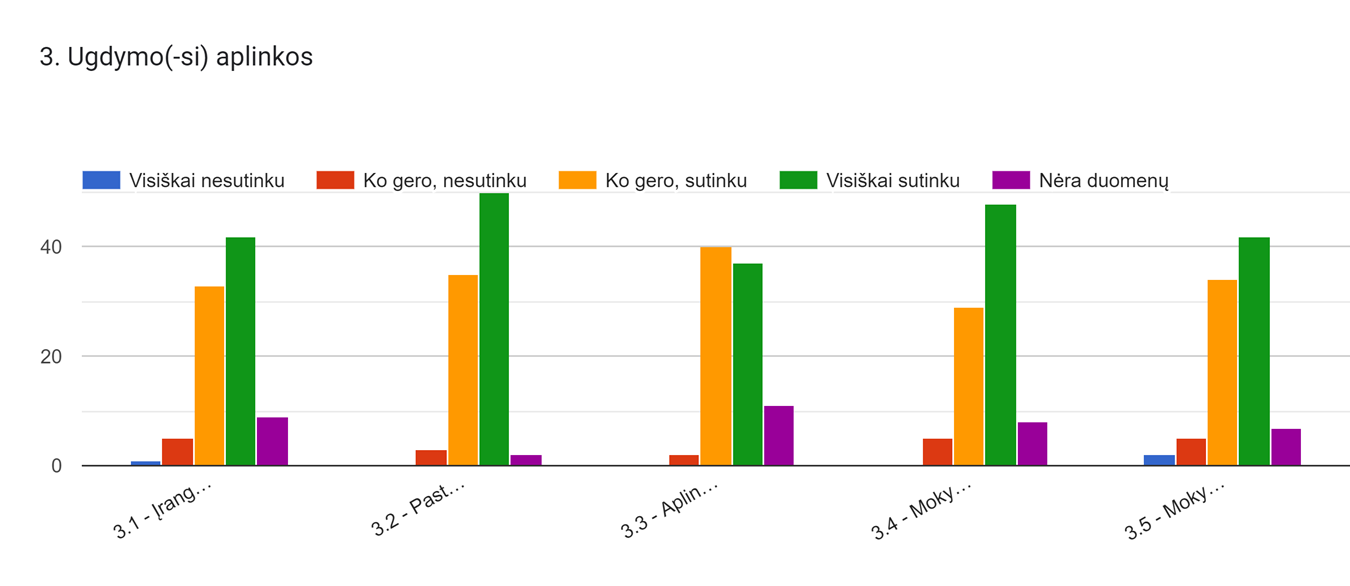 3. Ugdymo(-si) aplinkos
Visiškai nesutinku
Ko gero, nesutinku
Ko gero, sutinku
Visiškai sutinku
Nėra duomenų
40
20
0
3.1 - Įrang...
3.2 - Past...
3.3 - Aplin...
3.4 - Moky...
3.5 - Moky...